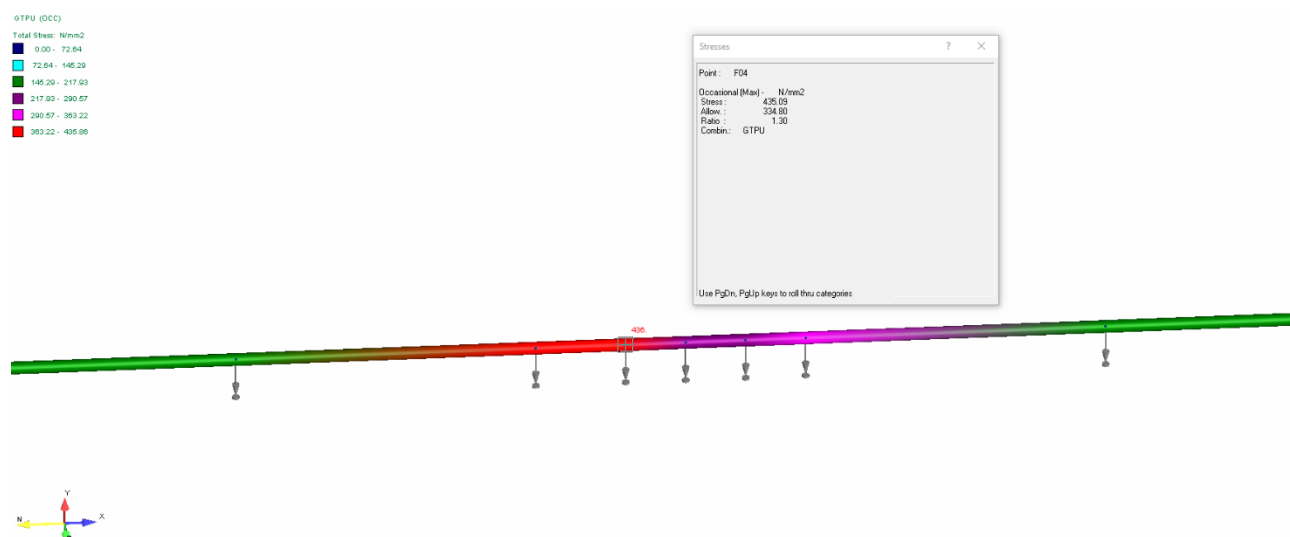 GTPU (OCC)
Total Stress: N/mm2
0.00 - 72.64
72.64 - 145.29
145.29 - 217.93
217.93 - 290.57
290.57 - 363.22
363.22 - 435.86
Stresses ? ×
Point : F04
Occasional (Max) - N/mm2
Stress : 435.09
Allow. : 334.80
Ratio : 1.30
Combin.: GTPU
Use PgDn, PgUp keys to roll thru categories
436.
Y
N X